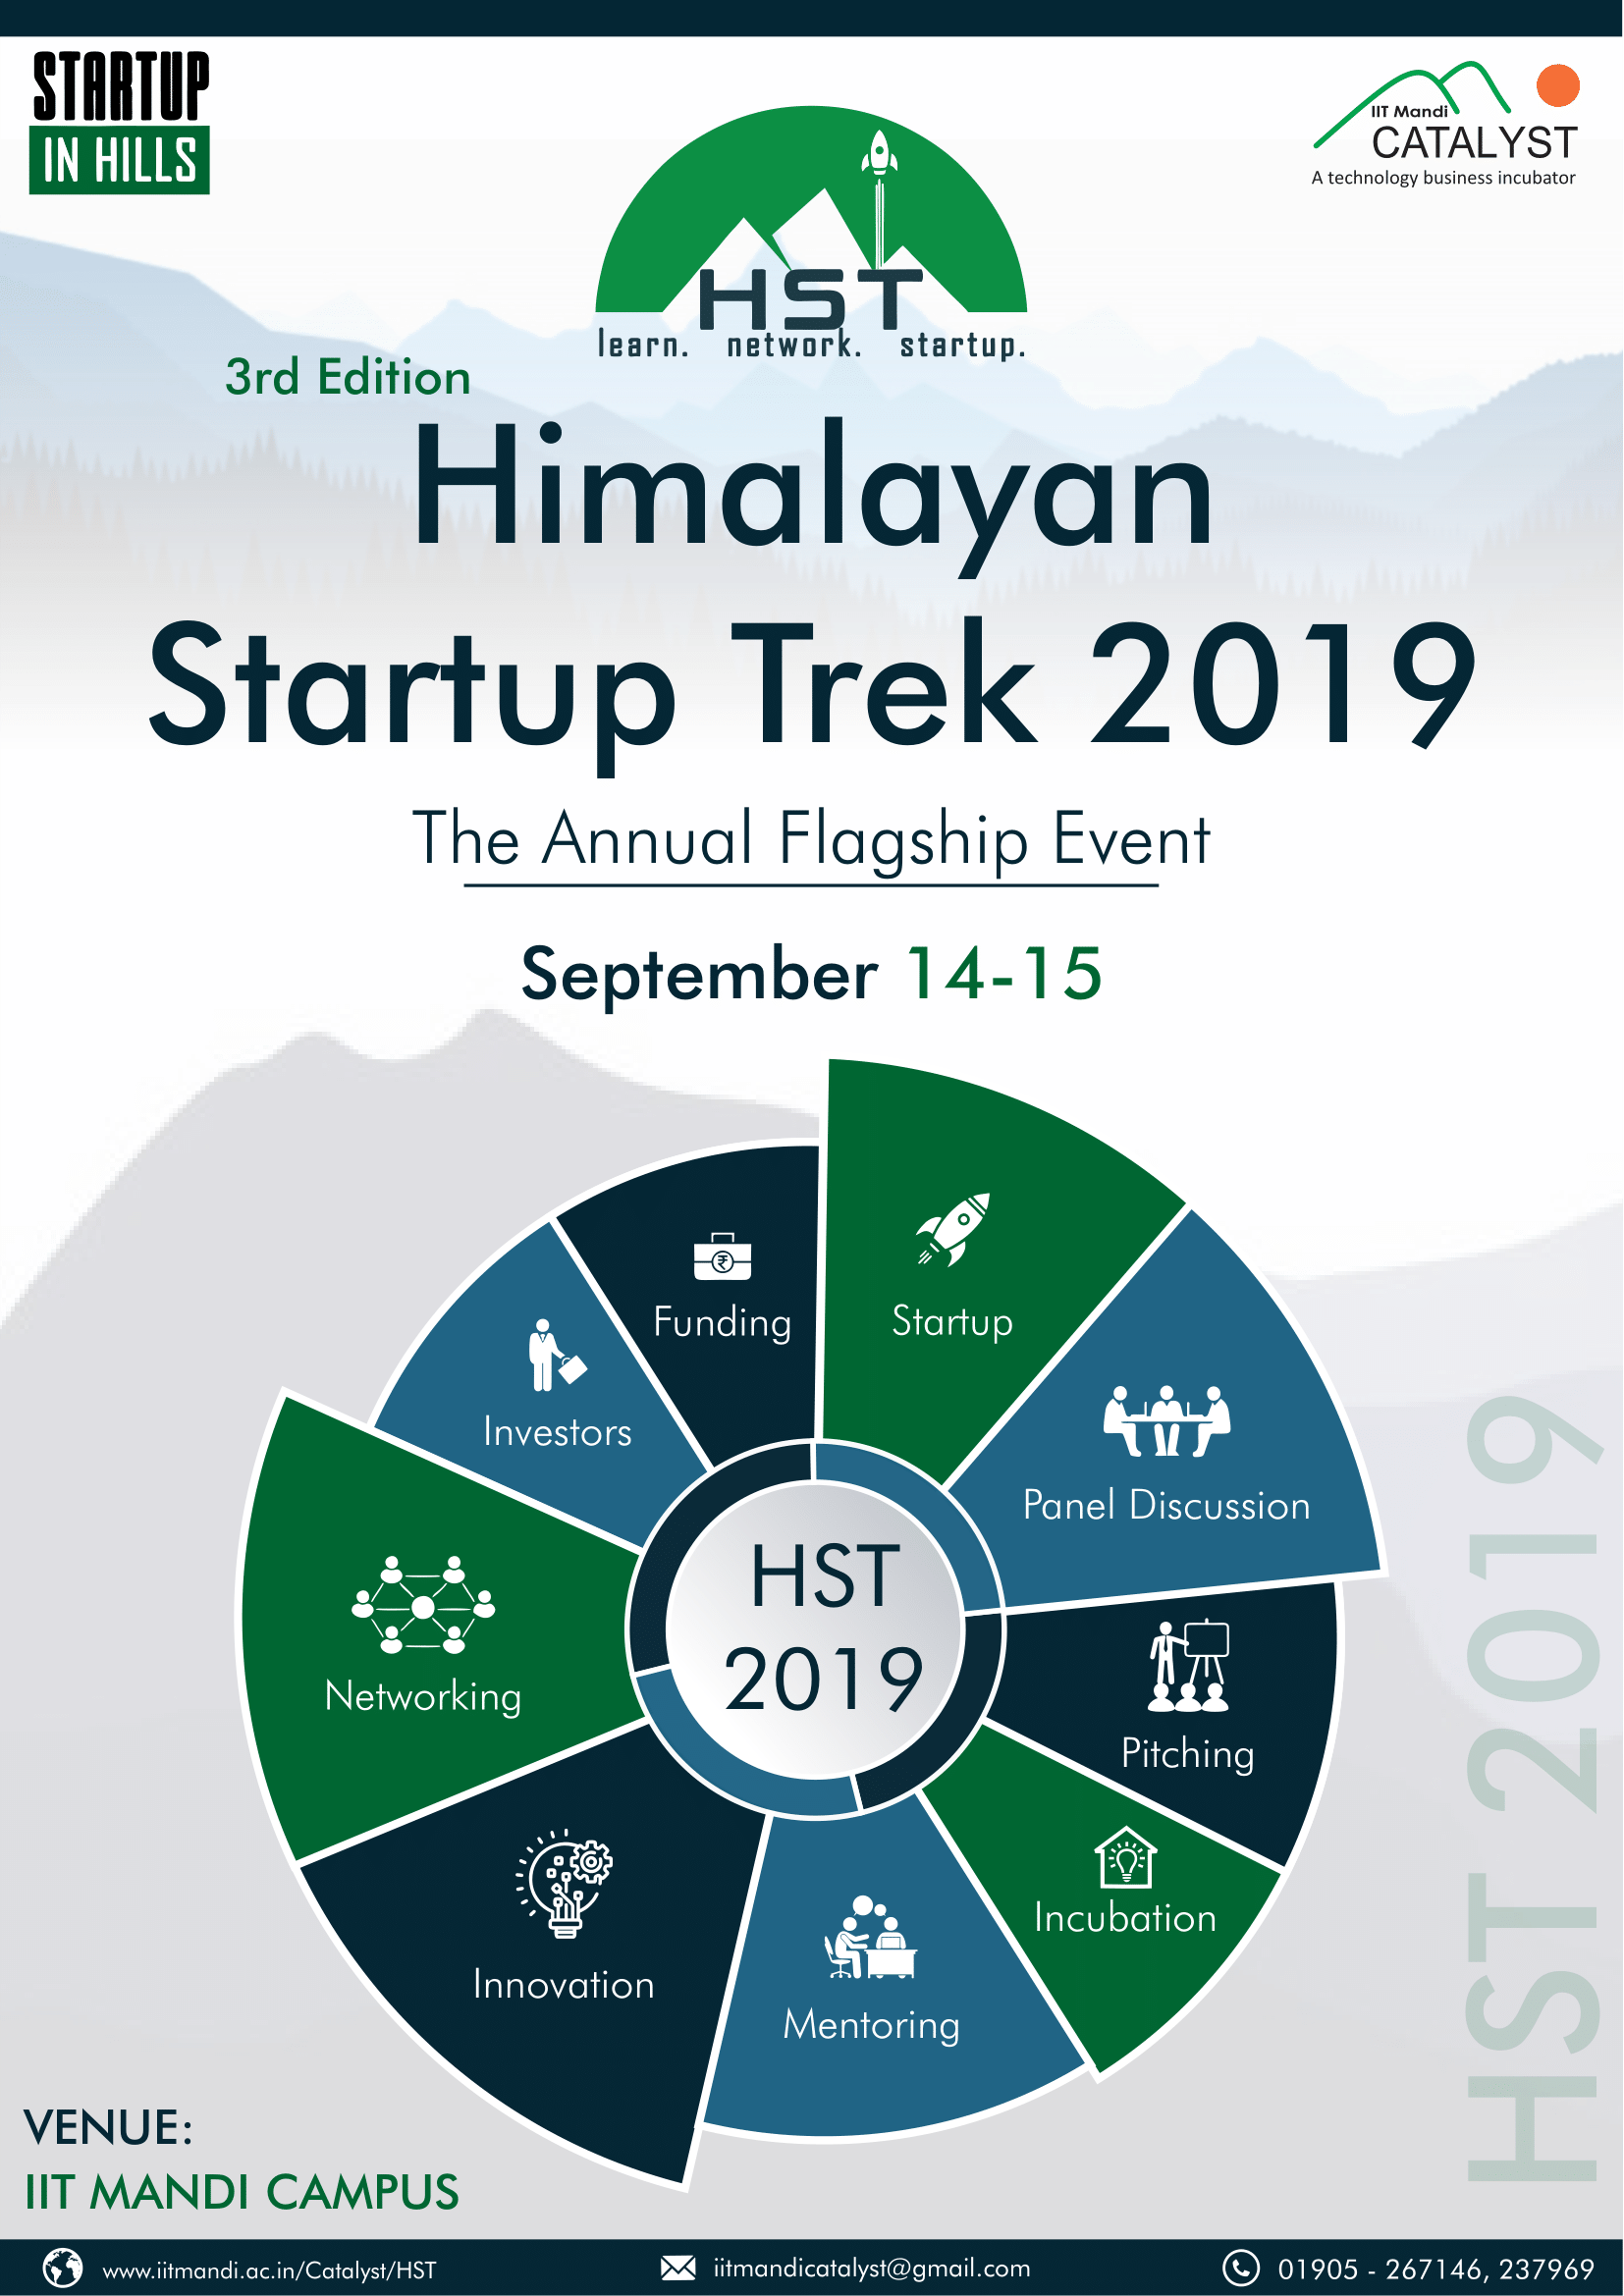 STARTUP
IN HILLS
IIT Mandi
CATALYST
A technology business incubator
HST
learn. network. startup.
3rd Edition
Himalayan
Startup Trek 2019
The Annual Flagship Event
September 14-15
Funding
Startup
Investors
Panel Discussion
HST
2019
Networking
Pitching
Incubation
Innovation
Mentoring
HST 2019
VENUE:
IIT MANDI CAMPUS
www.iitmandi.ac.in/Catalyst/HST
iitmandicatalyst@gmail.com
01905 - 267146, 237969